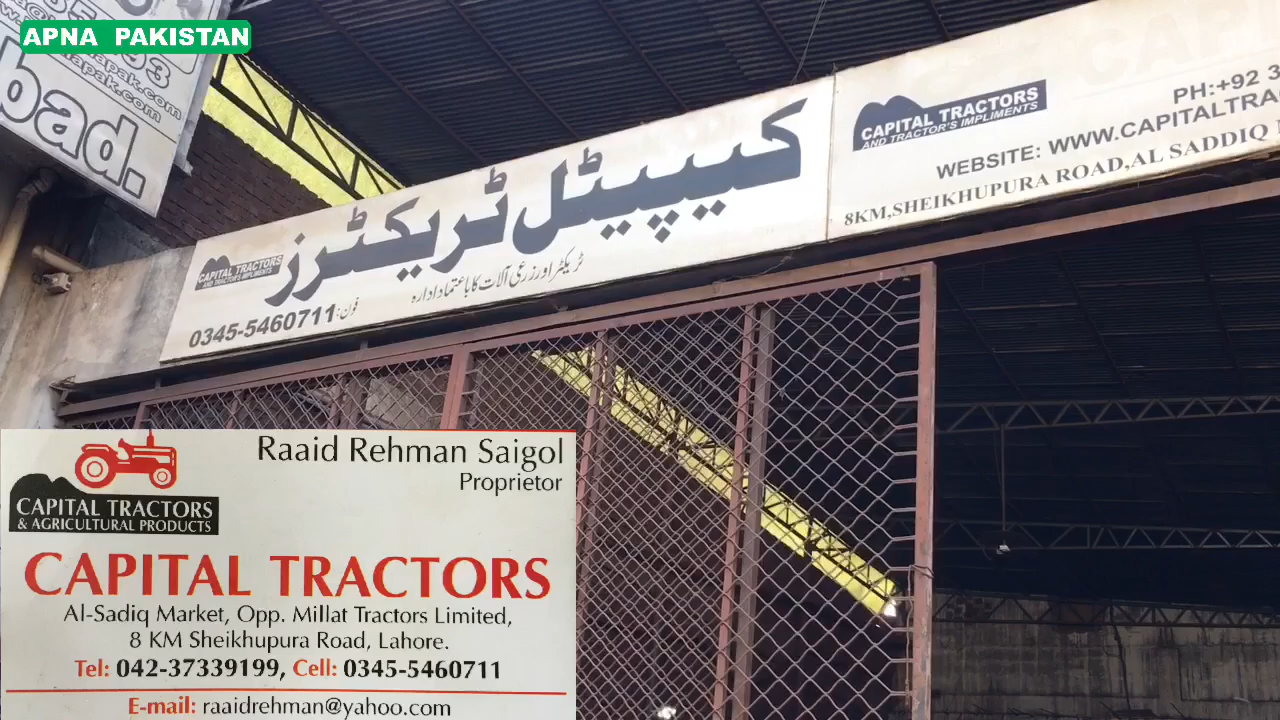 APNA PAKISTAN
bad.
CAPITAL TRACTORS
AND TRACTOR'S IMPLIMENTS
کیپیٹل ٹریکٹرز
ٹریکٹر اور زرعی آلات کا با عتماد ادارہ
فون: 0345-5460711
CAPITAL TRACTORS
AND TRACTOR'S IMPLIMENTS
PH:+92 3
WEBSITE: WWW.CAPITALTRA
8KM,SHEIKHUPURA ROAD,AL SADDIQ
Raaid Rehman Saigol
Proprietor
CAPITAL TRACTORS
& AGRICULTURAL PRODUCTS
CAPITAL TRACTORS
Al-Sadiq Market, Opp. Millat Tractors Limited,
8 KM Sheikhupura Road, Lahore.
Tel: 042-37339199, Cell: 0345-5460711
E-mail: raaidrehman@yahoo.com